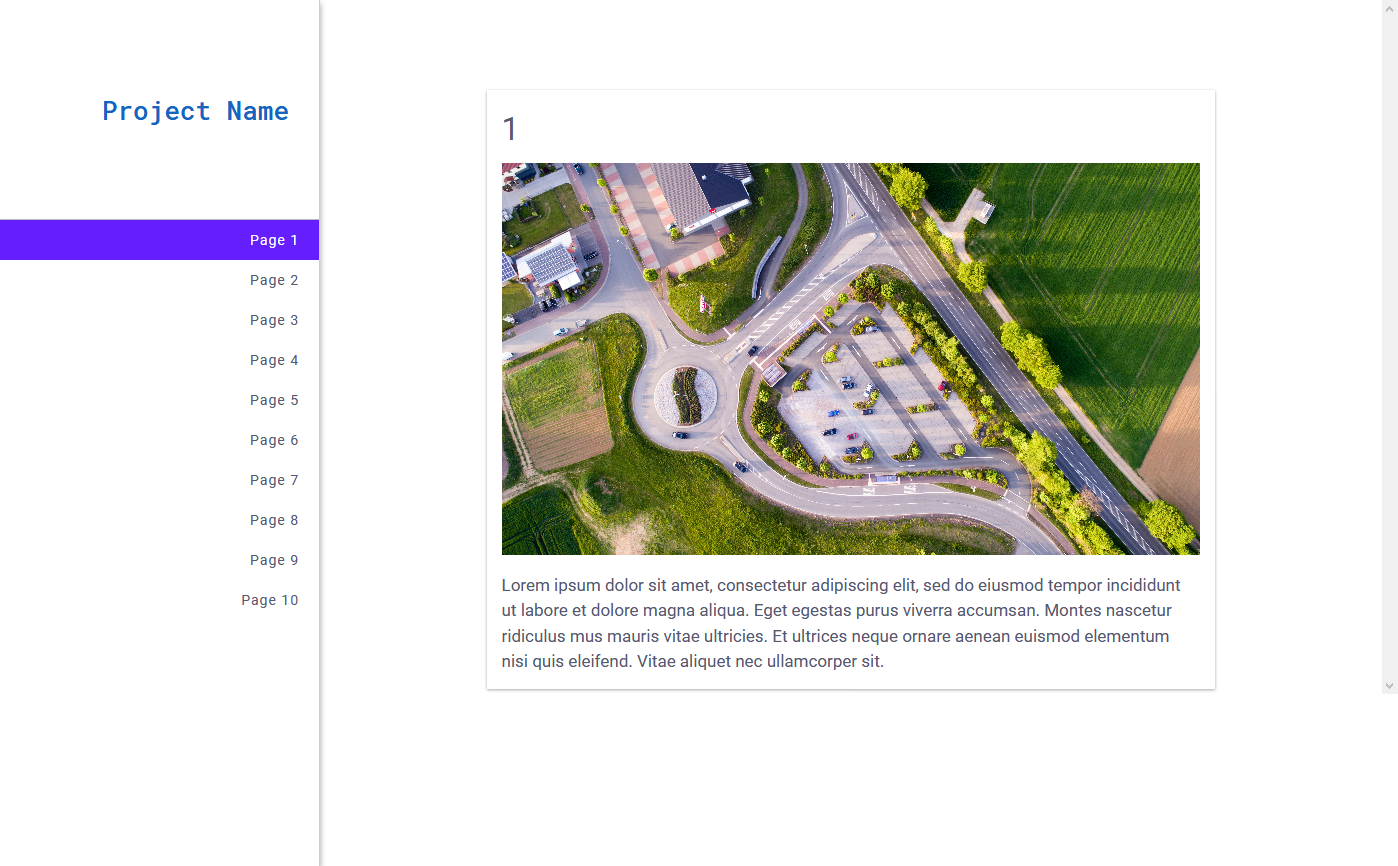 Project Name
Page 1
Page 2
Page 3
Page 4
Page 5
Page 6
Page 7
Page 8
Page 9
Page 10
1
Lorem ipsum dolor sit amet, consectetur adipiscing elit, sed do eiusmod tempor incididunt
ut labore et dolore magna aliqua. Eget egestas purus viverra accumsan. Montes nascetur
ridiculus mus mauris vitae ultricies. Et ultrices neque ornare aenean euismod elementum
nisi quis eleifend. Vitae aliquet nec ullamcorper sit.